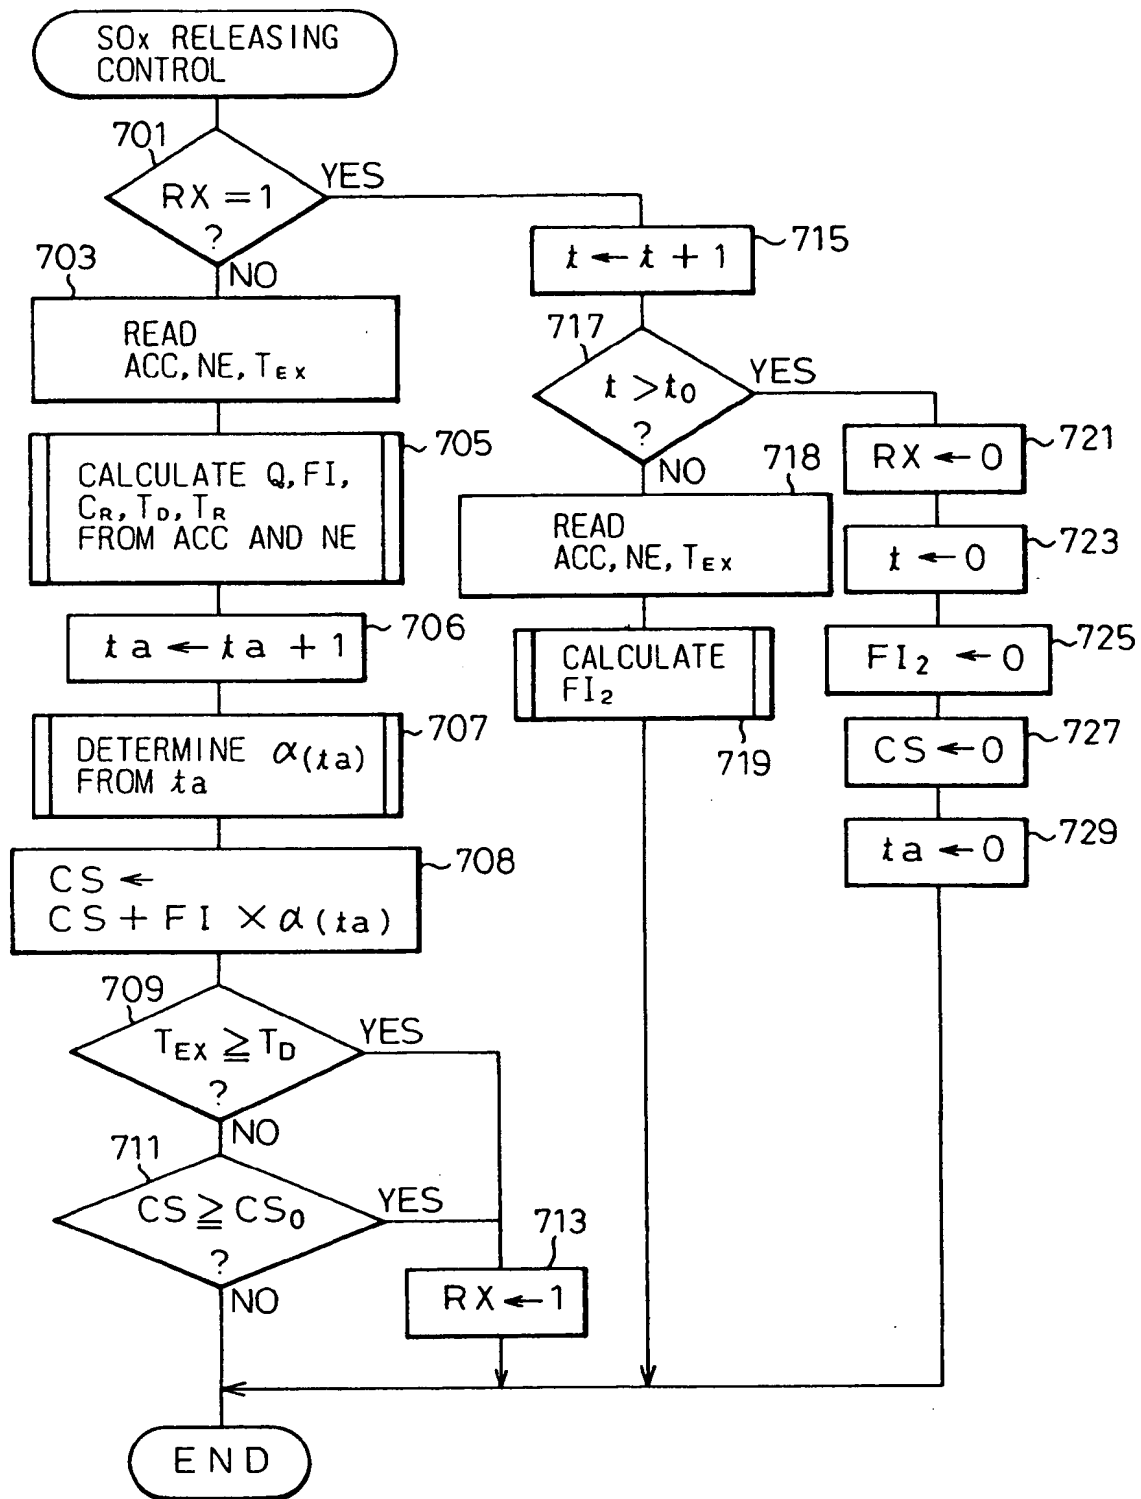 SOx RELEASING
CONTROL
701
RX = 1
?
YES
NO
703
READ
ACC, NE, TEX
705
CALCULATE Q, FI,
CR, TD, TR
FROM ACC AND NE
706
ta ← ta + 1
707
DETERMINE α(ta)
FROM ta
708
CS ←
CS + FI × α(ta)
709
TEX ≧ TD
?
YES
NO
711
CS ≧ CS0
?
YES
NO
713
RX ← 1
715
t ← t + 1
717
t > t0
?
YES
NO
718
READ
ACC, NE, TEX
CALCULATE
FI2
719
RX ← 0
721
t ← 0
723
FI2 ← 0
725
CS ← 0
727
ta ← 0
729
END